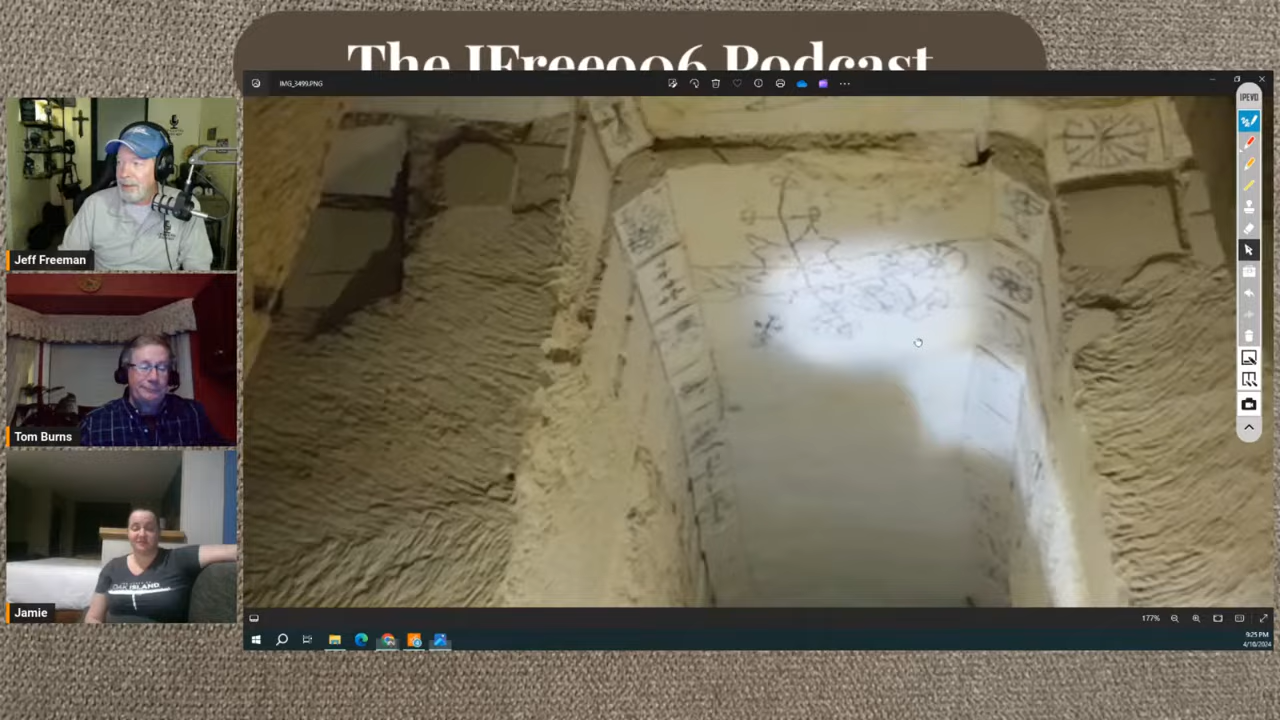 The JFree006 Podcast
IMG_3499.PNG
IPEVO
Jeff Freeman
Tom Burns
OAK ISLAND
Jamie
177%
9:25 PM
4/10/2024